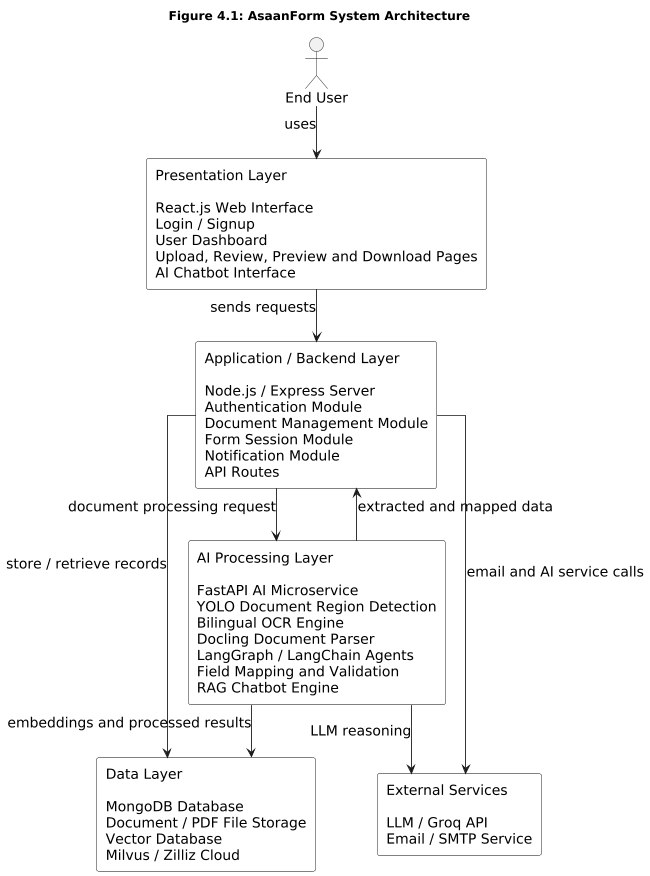 Figure 4.1: AsaanForm System Architecture
End User
uses
Presentation Layer
React.js Web Interface
Login / Signup
User Dashboard
Upload, Review, Preview and Download Pages
AI Chatbot Interface
sends requests
Application / Backend Layer
Node.js / Express Server
Authentication Module
Document Management Module
Form Session Module
Notification Module
API Routes
document processing request
extracted and mapped data
store / retrieve records
email and AI service calls
AI Processing Layer
FastAPI AI Microservice
YOLO Document Region Detection
Bilingual OCR Engine
Docling Document Parser
LangGraph / LangChain Agents
Field Mapping and Validation
RAG Chatbot Engine
embeddings and processed results
LLM reasoning
Data Layer
MongoDB Database
Document / PDF File Storage
Vector Database
Milvus / Zilliz Cloud
External Services
LLM / Groq API
Email / SMTP Service